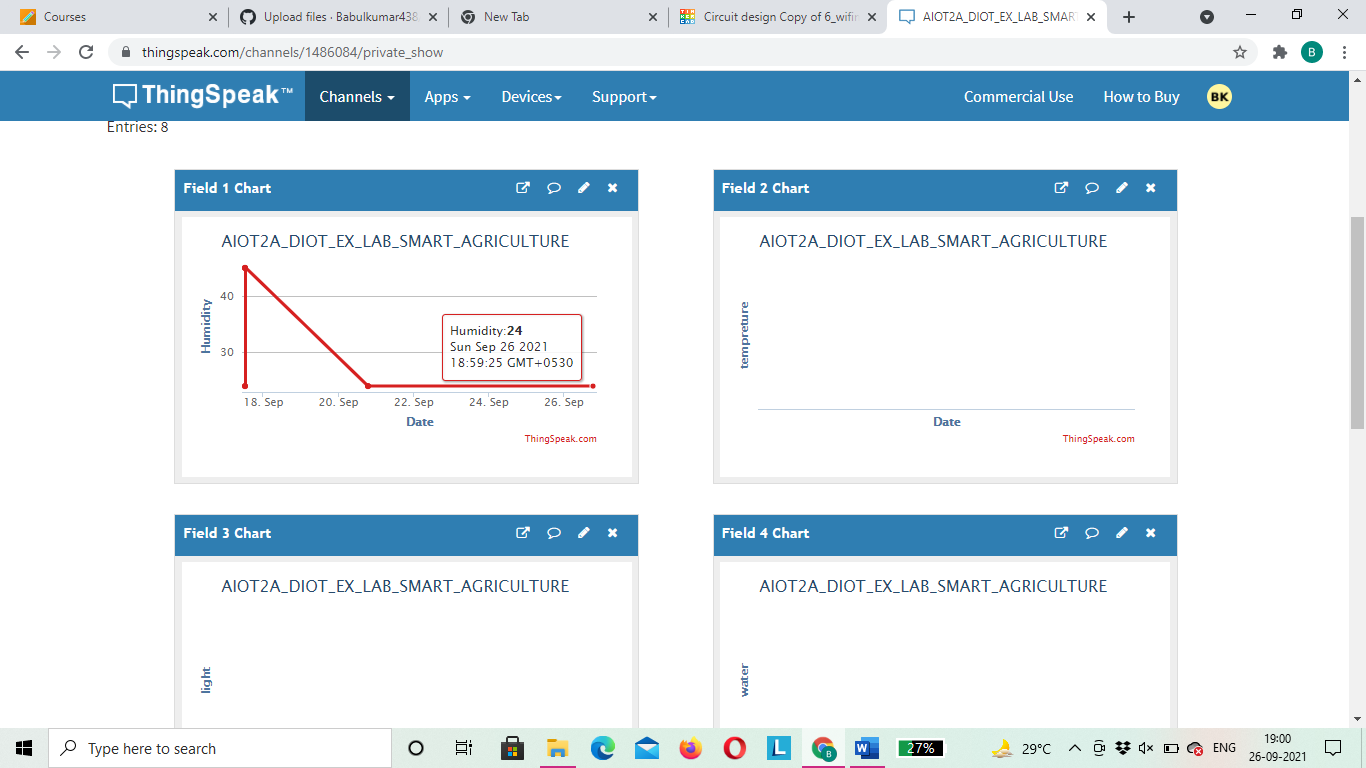 Courses
Upload files · Babulkumar438
New Tab
Circuit design Copy of 6_wifi
AIOT2A_DIOT_EX_LAB_SMAR
thingspeak.com/channels/1486084/private_show
B
ThingSpeak™
Channels
Apps
Devices
Support
Commercial Use
How to Buy
BK
Entries: 8
Field 1 Chart
AIOT2A_DIOT_EX_LAB_SMART_AGRICULTURE
Humidity
40
30
Humidity:24
Sun Sep 26 2021
18:59:25 GMT+0530
18. Sep
20. Sep
22. Sep
24. Sep
26. Sep
Date
ThingSpeak.com
Field 2 Chart
AIOT2A_DIOT_EX_LAB_SMART_AGRICULTURE
tempreture
Date
ThingSpeak.com
Field 3 Chart
AIOT2A_DIOT_EX_LAB_SMART_AGRICULTURE
light
Field 4 Chart
AIOT2A_DIOT_EX_LAB_SMART_AGRICULTURE
water
Type here to search
L
B
W
27%
29°C
ENG
19:00
26-09-2021